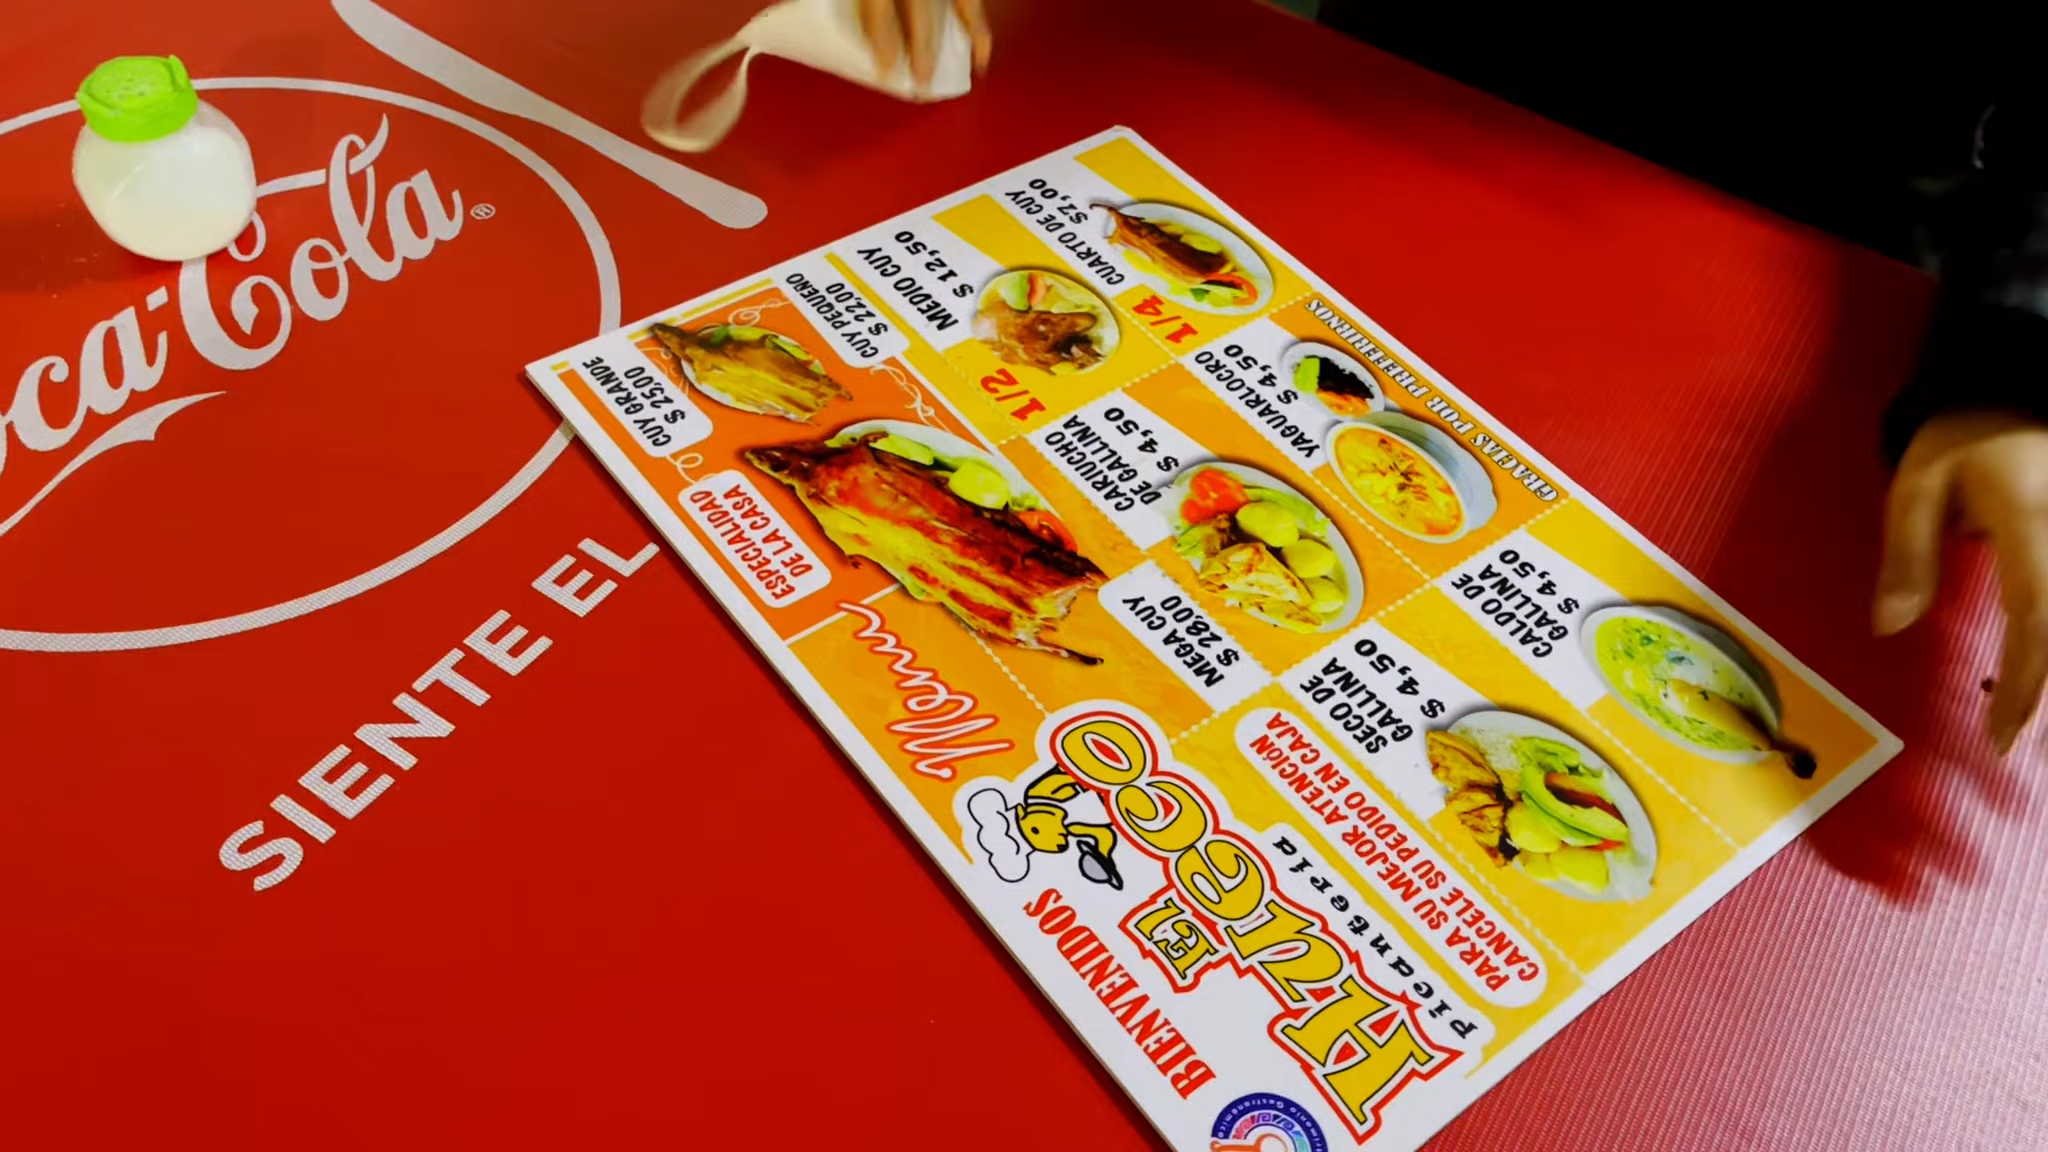 Coca-Cola®
SIENTE EL
BIENVENIDOS
EL
HUECO
picantería
Menu
PARA SU MEJOR ATENCIÓN
CANCELE SU PEDIDO EN CAJA
ESPECIALIDAD
DE LA CASA
MEGA CUY
$ 28,00
CUY GRANDE
$ 25,00
CUY PEQUEÑO
$ 22,00
MEDIO CUY
$ 12,50
1/2
CUARTO DE CUY
$7,00
1/4
SECO DE
GALLINA
$ 4,50
CARIUCHO
DE GALLINA
$ 4,50
YAGUARLOCRO
$ 4,50
CALDO DE
GALLINA
$ 4,50
GRACIAS POR PREFERIRNOS